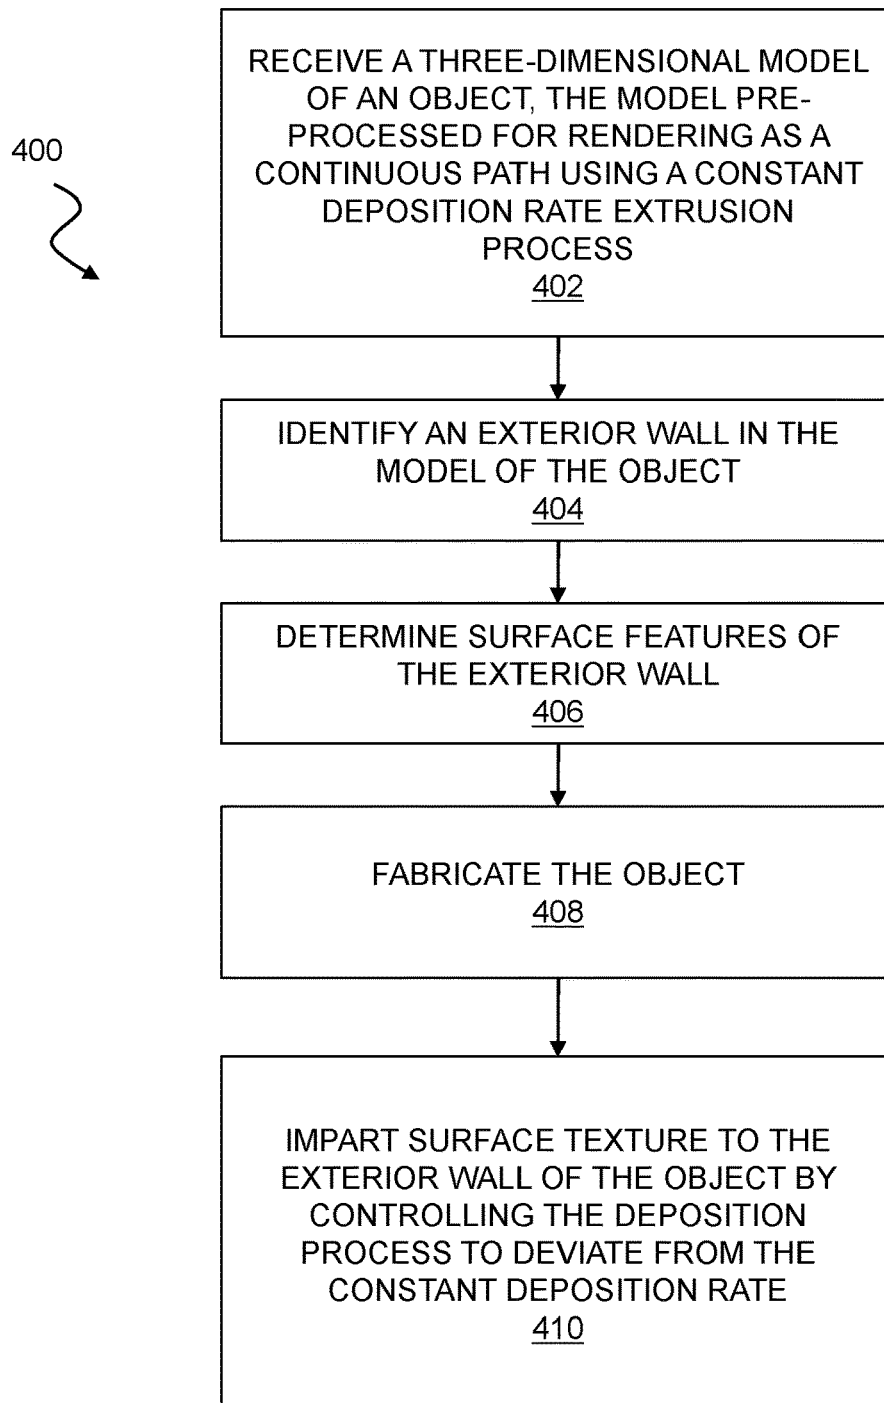 400
RECEIVE A THREE-DIMENSIONAL MODEL
OF AN OBJECT, THE MODEL PRE-
PROCESSED FOR RENDERING AS A
CONTINUOUS PATH USING A CONSTANT
DEPOSITION RATE EXTRUSION
PROCESS
402
IDENTIFY AN EXTERIOR WALL IN THE
MODEL OF THE OBJECT
404
DETERMINE SURFACE FEATURES OF
THE EXTERIOR WALL
406
FABRICATE THE OBJECT
408
IMPART SURFACE TEXTURE TO THE
EXTERIOR WALL OF THE OBJECT BY
CONTROLLING THE DEPOSITION
PROCESS TO DEVIATE FROM THE
CONSTANT DEPOSITION RATE
410